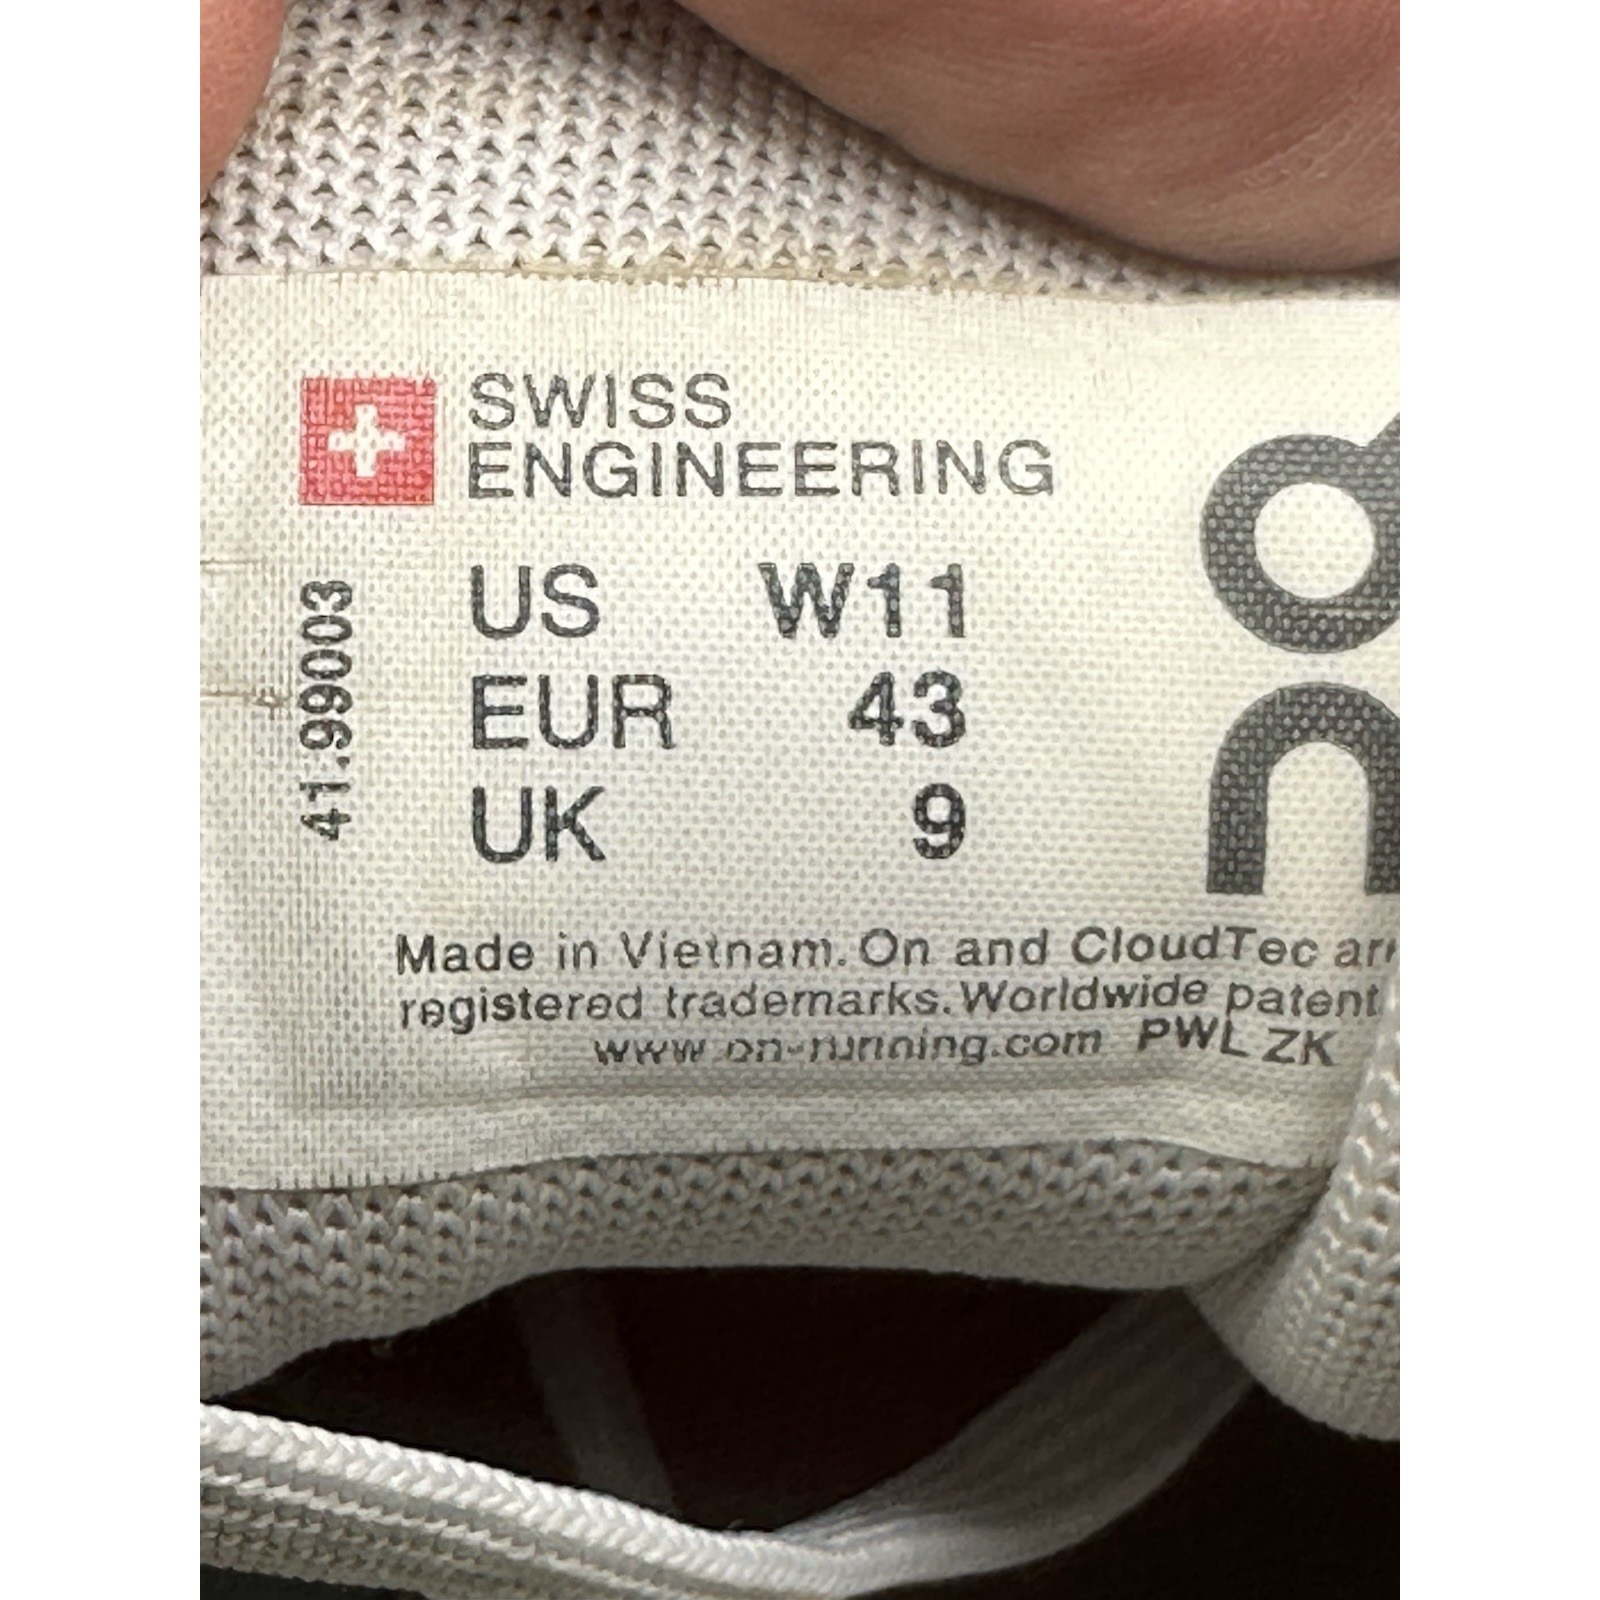 SWISS
ENGINEERING
US W11
EUR 43
UK 9
41.99003
on
Made in Vietnam. On and CloudTec
registered trademarks. Worldwide patent
www.on-running.com PWL ZK